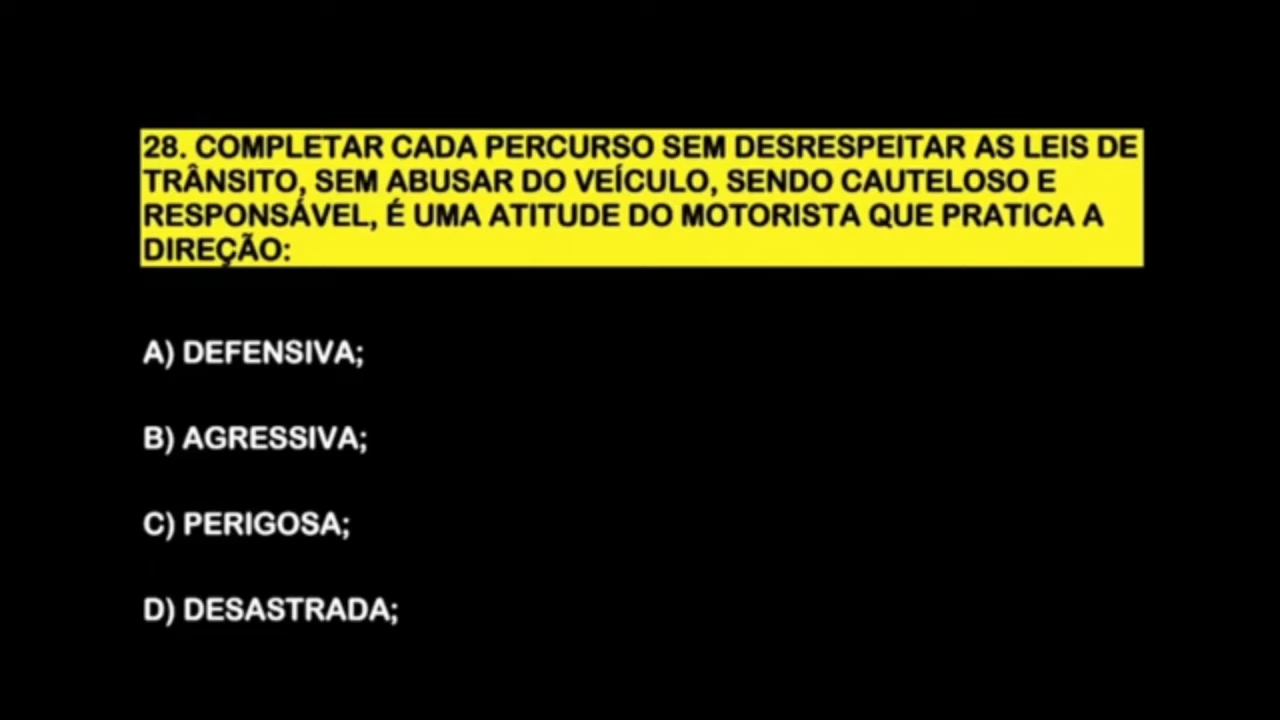 28. COMPLETAR CADA PERCURSO SEM DESRESPEITAR AS LEIS DE
TRÂNSITO, SEM ABUSAR DO VEÍCULO, SENDO CAUTELOSO E
RESPONSÁVEL, É UMA ATITUDE DO MOTORISTA QUE PRATICA A
DIREÇÃO:
A) DEFENSIVA;
B) AGRESSIVA;
C) PERIGOSA;
D) DESASTRADA;